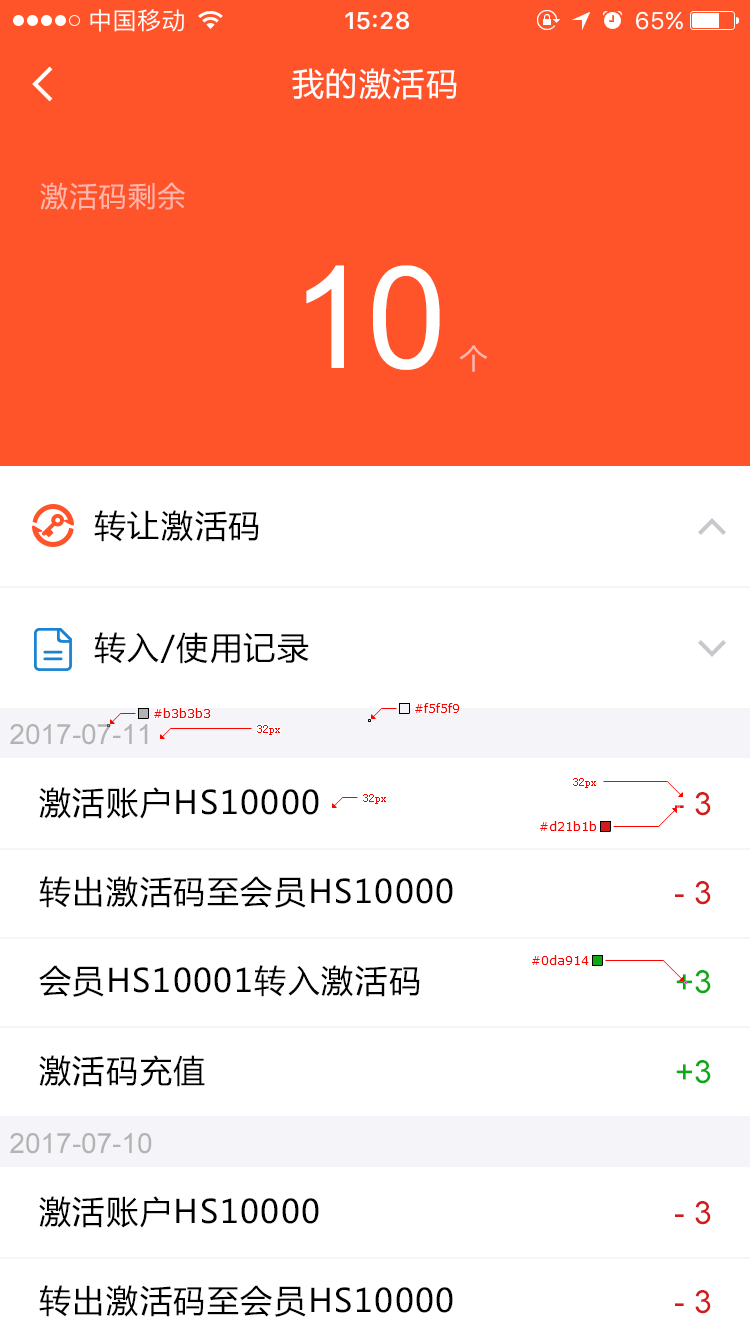 中国移动 15:28 65%
我的激活码
激活码剩余
10 个
转让激活码
转入/使用记录
#b3b3b3 #f5f5f9
2017-07-11 32px
32px
激活账户HS10000 32px - 3
#d21b1b
转出激活码至会员HS10000 - 3
#0da914
会员HS10001转入激活码 +3
激活码充值 +3
2017-07-10
激活账户HS10000 - 3
转出激活码至会员HS10000 - 3